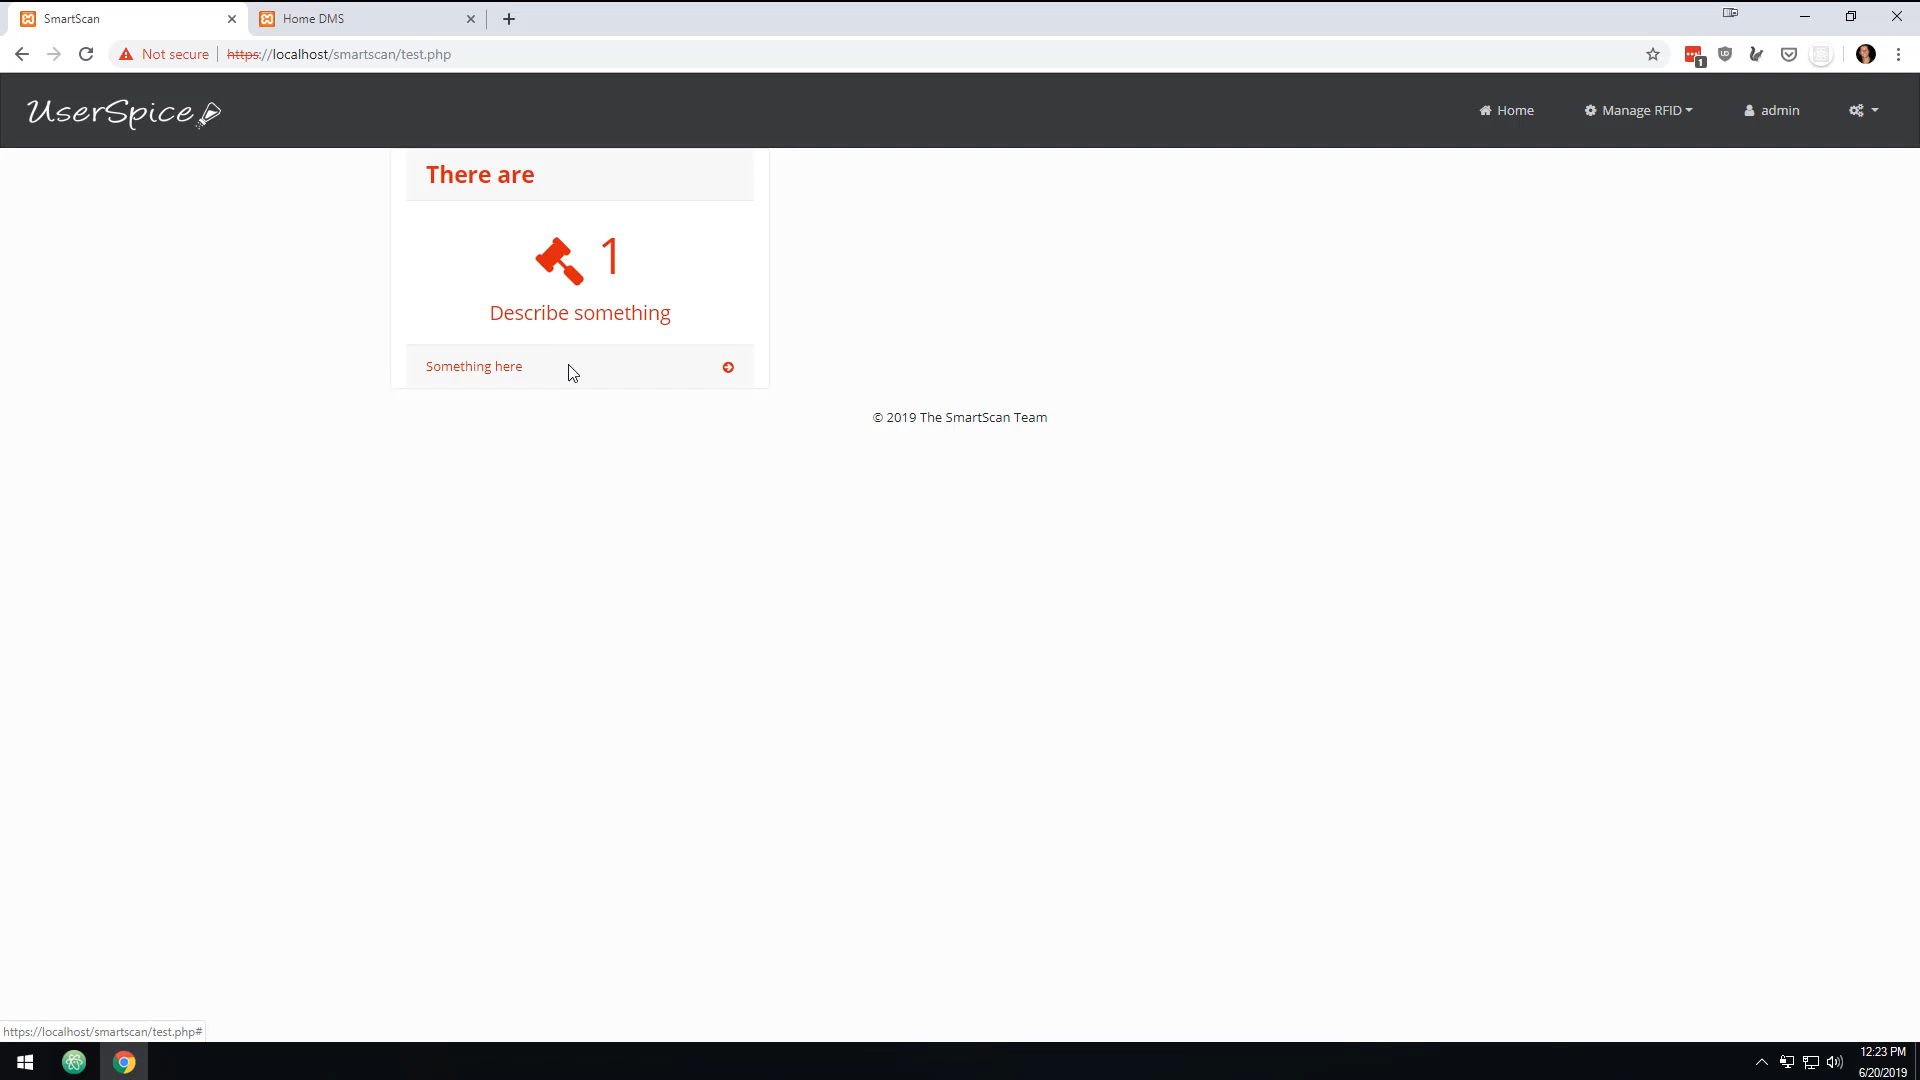 SmartScan
Home DMS
Not secure
https://localhost/smartscan/test.php
1
UserSpice
Home
Manage RFID
admin
There are
1
Describe something
Something here
© 2019 The SmartScan Team
https://localhost/smartscan/test.php#
12:23 PM
6/20/2019